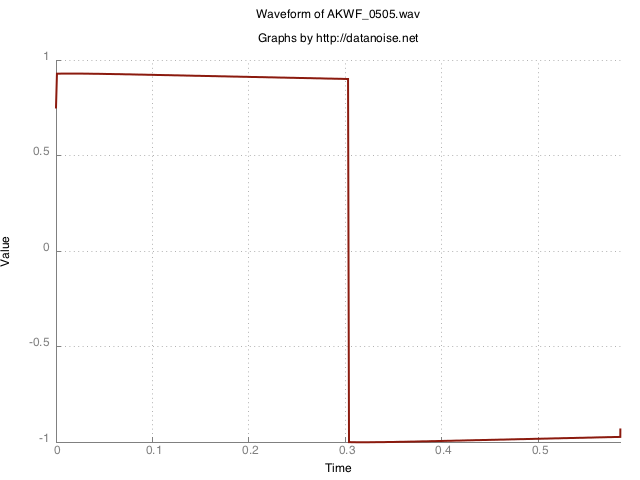 Waveform of AKWF_0505.wav
Graphs by http://datanoise.net
1
0.5
0
-0.5
-1
Value
0 0.1 0.2 0.3 0.4 0.5
Time